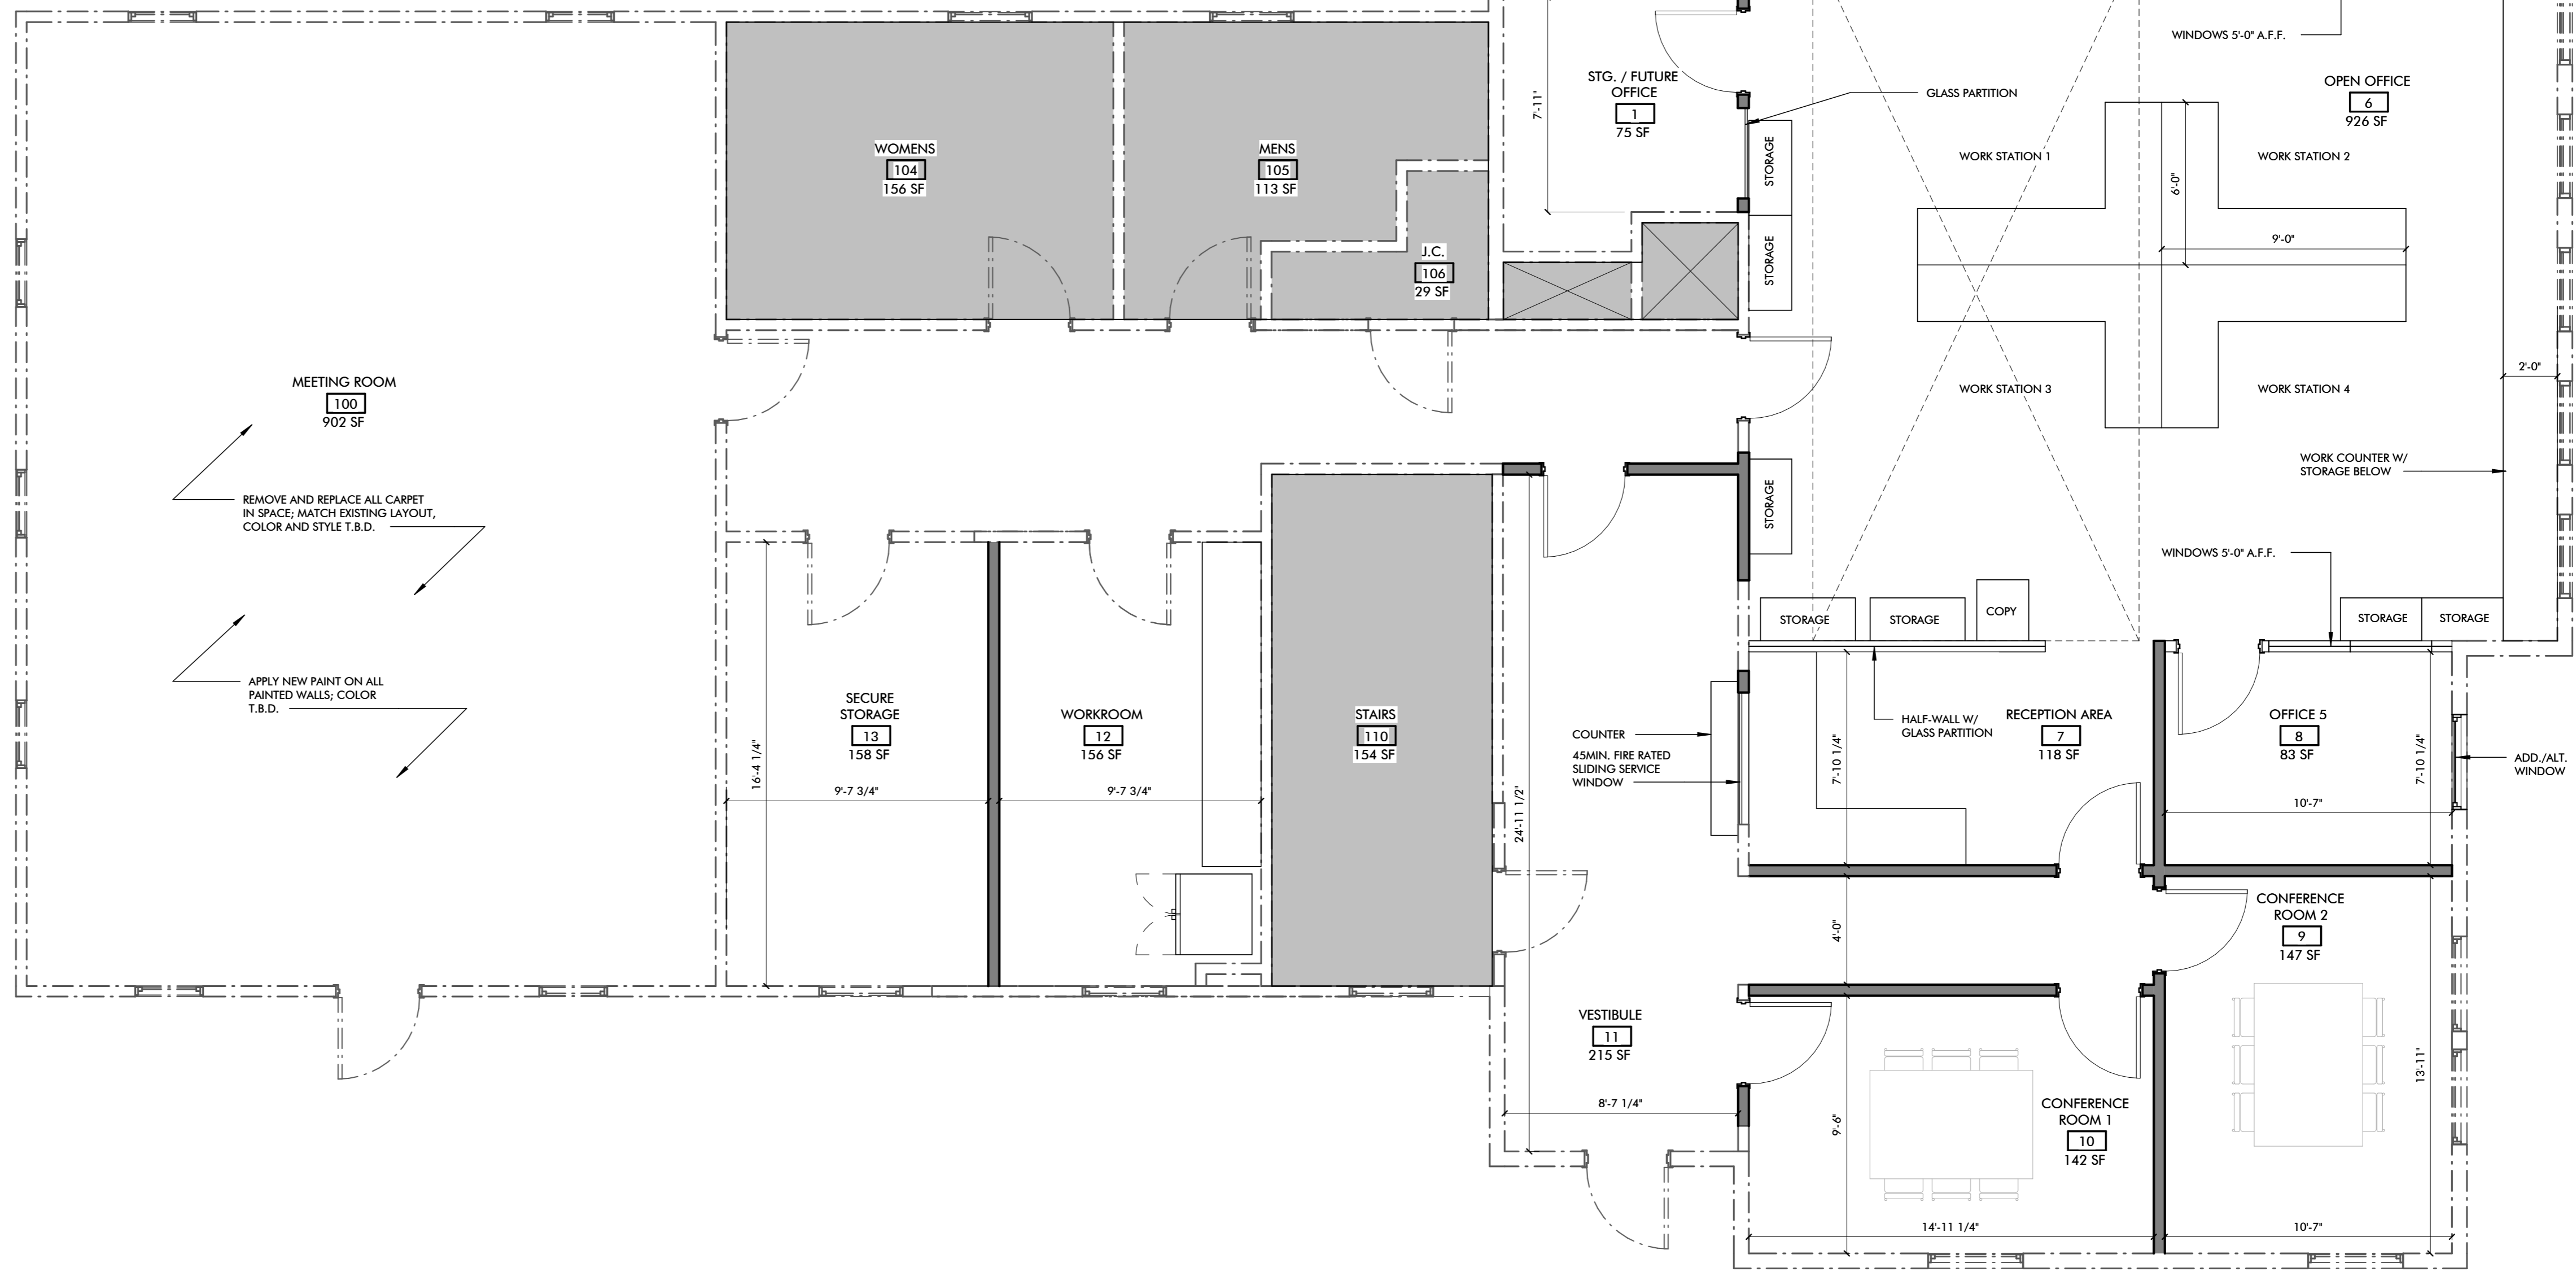 WINDOWS 5'-0" A.F.F.
OPEN OFFICE
6
926 SF
STG. / FUTURE
OFFICE
1
75 SF
7'-11"
GLASS PARTITION
STORAGE
STORAGE
WORK STATION 1
WORK STATION 2
6'-0"
9'-0"
WORK STATION 3
WORK STATION 4
2'-0"
WORK COUNTER W/
STORAGE BELOW
STORAGE
WINDOWS 5'-0" A.F.F.
STORAGE
STORAGE
COPY
STORAGE
STORAGE
WOMENS
104
156 SF
MENS
105
113 SF
J.C.
106
29 SF
MEETING ROOM
100
902 SF
REMOVE AND REPLACE ALL CARPET
IN SPACE; MATCH EXISTING LAYOUT,
COLOR AND STYLE T.B.D.
APPLY NEW PAINT ON ALL
PAINTED WALLS; COLOR
T.B.D.
SECURE
STORAGE
13
158 SF
16'-4 1/4"
9'-7 3/4"
WORKROOM
12
156 SF
9'-7 3/4"
STAIRS
110
154 SF
24'-11 1/2"
COUNTER
45MIN. FIRE RATED
SLIDING SERVICE
WINDOW
HALF-WALL W/
GLASS PARTITION
RECEPTION AREA
7
118 SF
7'-10 1/4"
OFFICE 5
8
83 SF
7'-10 1/4"
10'-7"
ADD./ALT.
WINDOW
4'-0"
CONFERENCE
ROOM 2
9
147 SF
13'-11"
10'-7"
VESTIBULE
11
215 SF
8'-7 1/4"
CONFERENCE
ROOM 1
10
142 SF
9'-6"
14'-11 1/4"